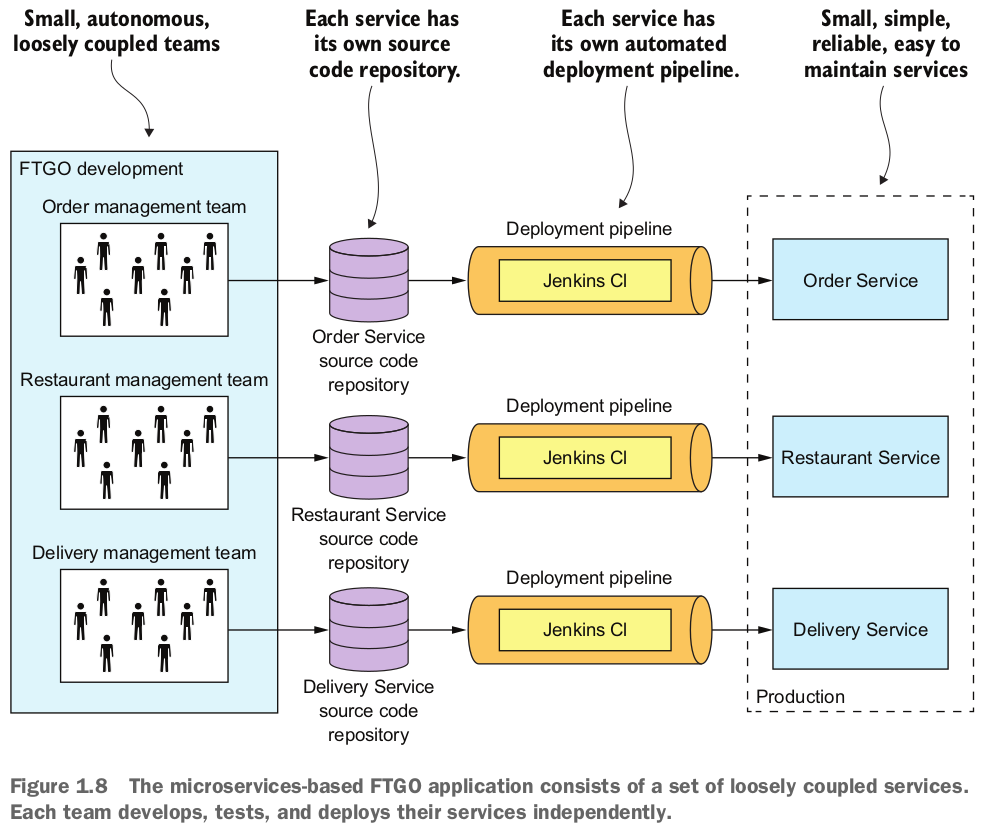 Small, autonomous,
loosely coupled teams
Each service has
its own source
code repository.
Each service has
its own automated
deployment pipeline.
Small, simple,
reliable, easy to
maintain services
FTGO development
Order management team
Deployment pipeline
Jenkins CI
Order Service
Order Service
source code
repository
Restaurant management team
Deployment pipeline
Jenkins CI
Restaurant Service
Restaurant Service
source code
repository
Delivery management team
Deployment pipeline
Jenkins CI
Delivery Service
Delivery Service
source code
repository
Production
Figure 1.8 The microservices-based FTGO application consists of a set of loosely coupled services.
Each team develops, tests, and deploys their services independently.